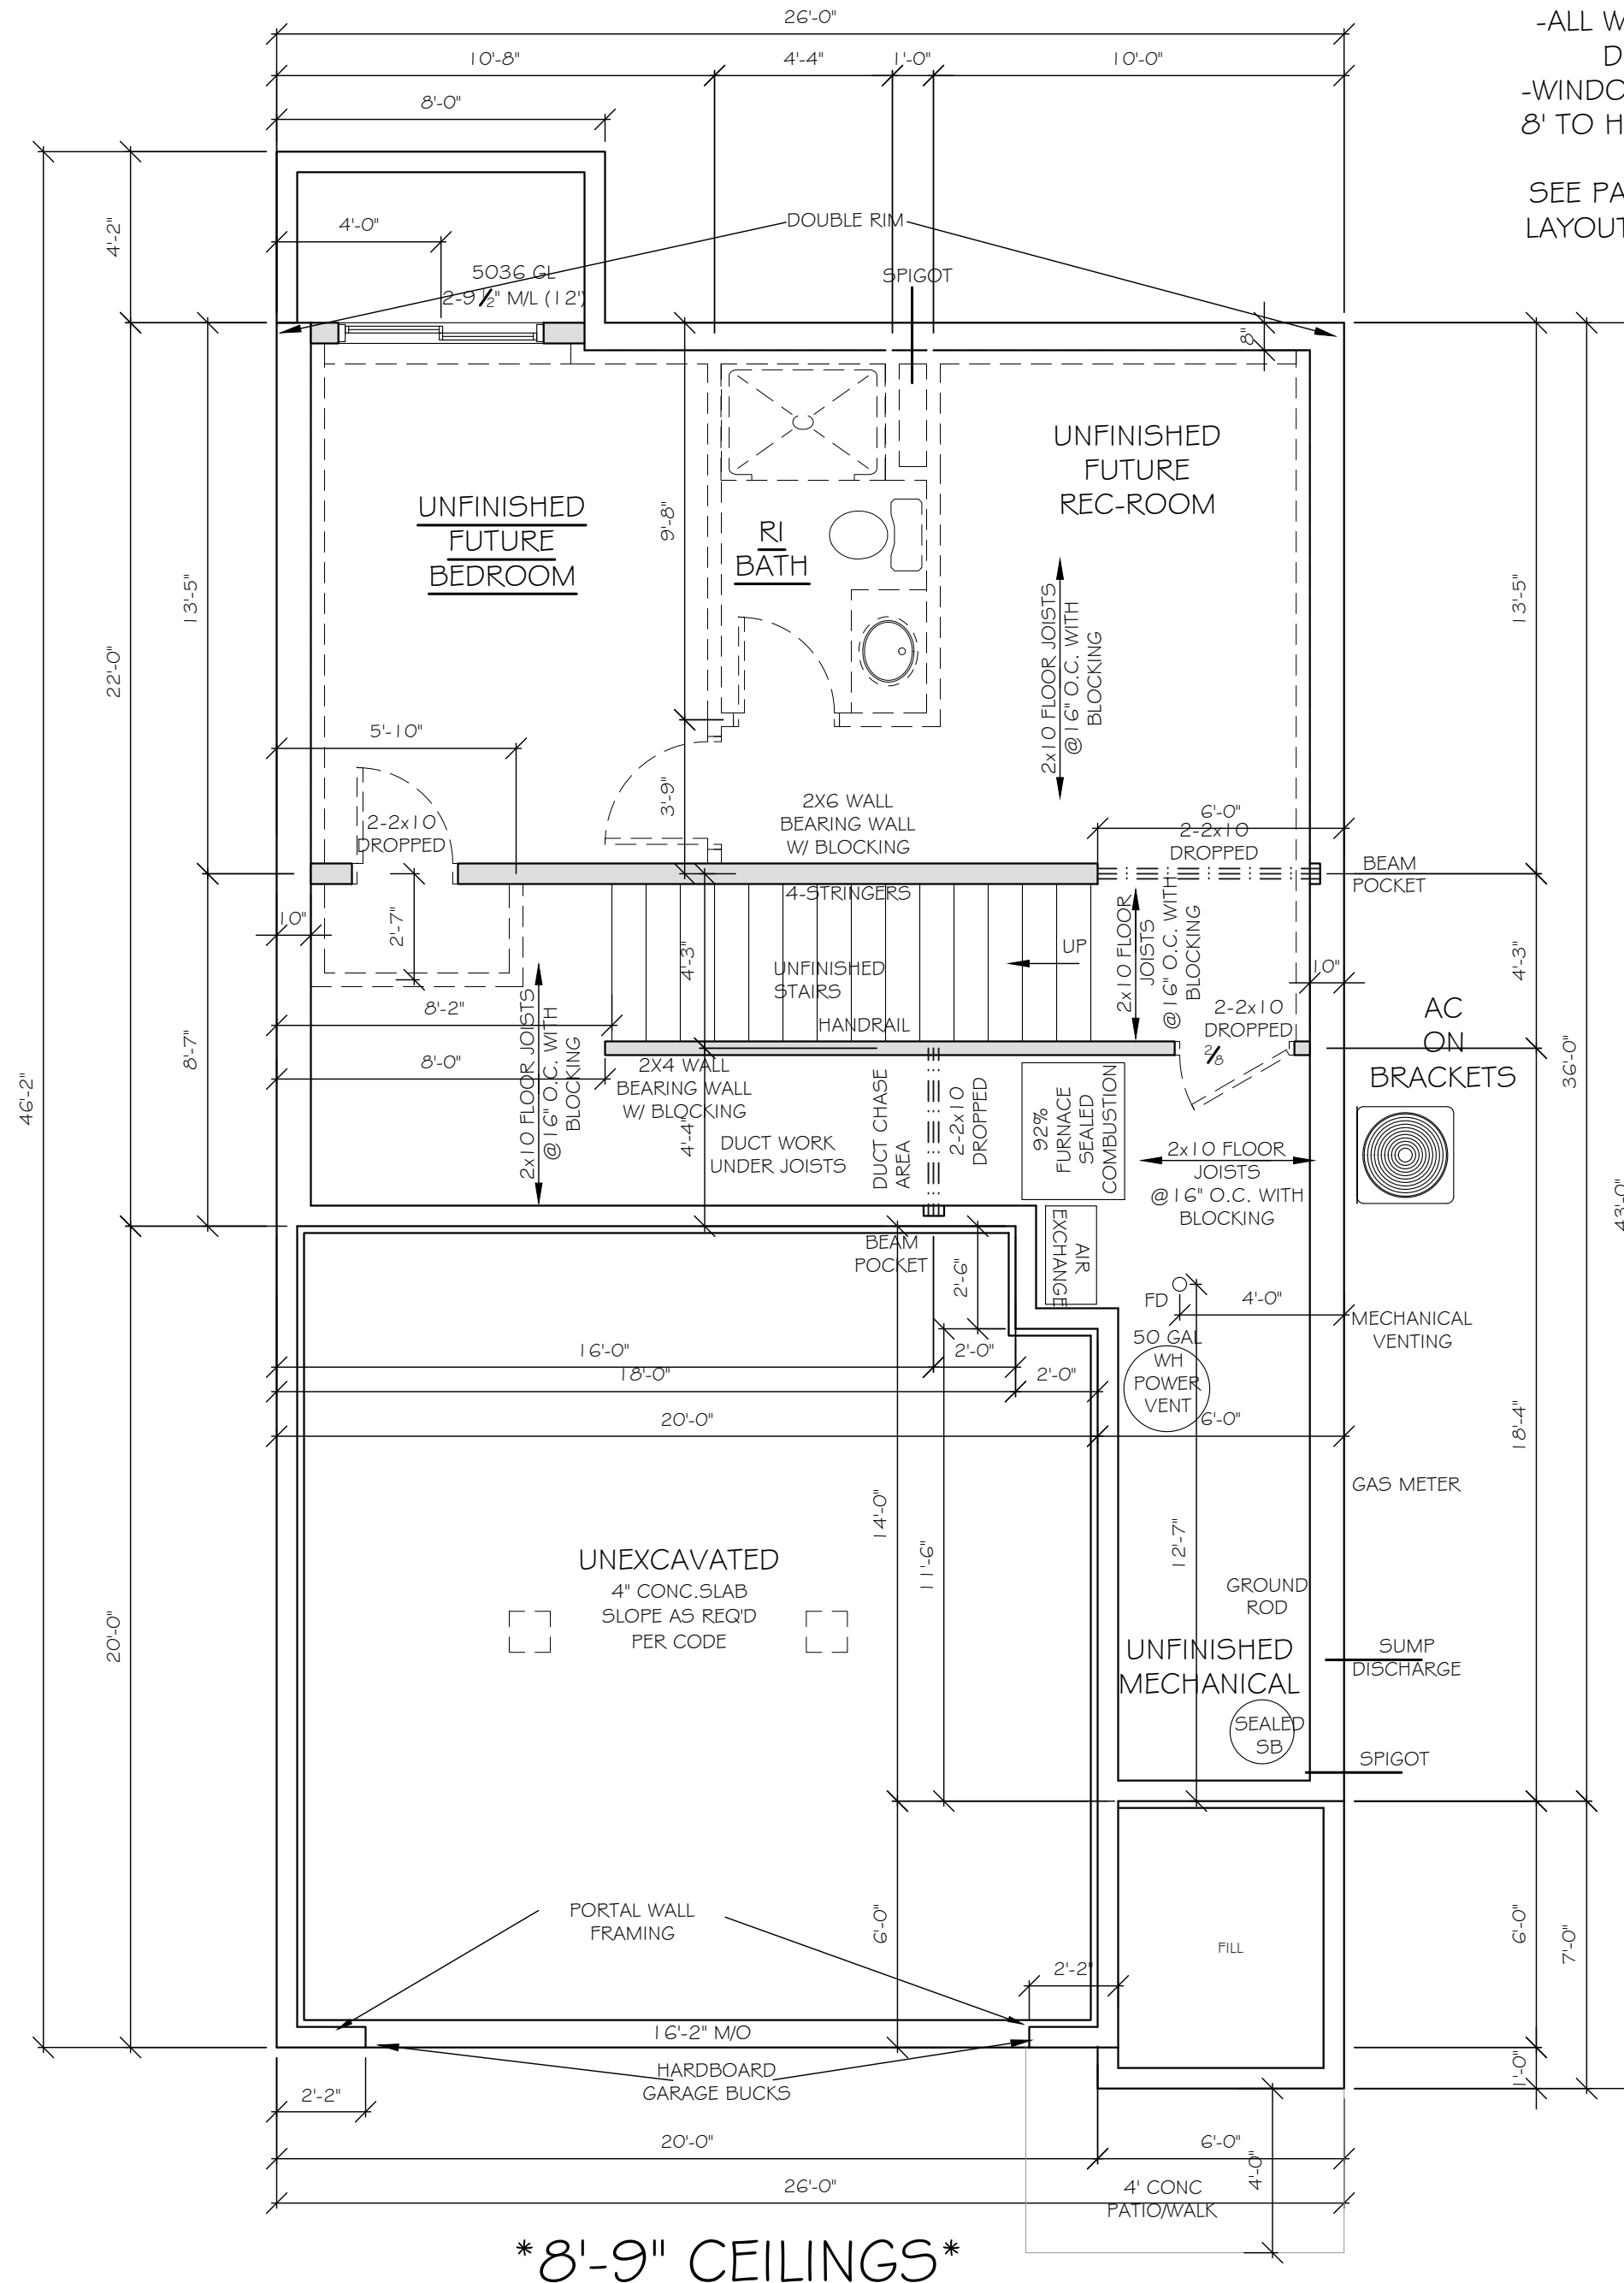 26'-0"
10'-8"
4'-4"
1'-0"
10'-0"
8'-0"
-ALL W
D
-WINDO
8' TO H
SEE PA
LAYOUT
4'-2"
4'-0"
DOUBLE RIM
5036 GL
2-9 1/2" M/L (12')
SPIGOT
8"
UNFINISHED
FUTURE
REC-ROOM
UNFINISHED
FUTURE
BEDROOM
9'-8"
RI
BATH
13'-5"
13'-5"
22'-0"
2x10 FLOOR JOISTS
@16" O.C. WITH
BLOCKING
5'-10"
3'-9"
2-2x10
DROPPED
2X6 WALL
BEARING WALL
W/ BLOCKING
6'-0"
2-2x10
DROPPED
BEAM
POCKET
4-STRINGERS
10"
2'-7"
4'-3"
UNFINISHED
STAIRS
UP
2x10 FLOOR
JOISTS
@16" O.C. WITH
BLOCKING
10"
4'-3"
8'-2"
HANDRAIL
2-2x10
DROPPED
2/8
AC
ON
BRACKETS
8'-7"
8'-0"
2x10 FLOOR JOISTS
@16" O.C. WITH
BLOCKING
2X4 WALL
BEARING WALL
W/ BLOCKING
4'-4"
DUCT WORK
UNDER JOISTS
DUCT CHASE
AREA
2-2x10
DROPPED
92%
FURNACE
SEALED
COMBUSTION
2x10 FLOOR
JOISTS
@16" O.C. WITH
BLOCKING
46'-2"
36'-0"
43'-0"
BEAM
POCKET
2'-6"
AIR
EXCHANGE
FD
4'-0"
MECHANICAL
VENTING
50 GAL
WH
POWER
VENT
16'-0"
2'-0"
18'-0"
2'-0"
20'-0"
6'-0"
18'-4"
GAS METER
14'-0"
11'-6"
12'-7"
UNEXCAVATED
4" CONC.SLAB
SLOPE AS REQ'D
PER CODE
GROUND
ROD
20'-0"
UNFINISHED
MECHANICAL
SUMP
DISCHARGE
SEALED
SB
SPIGOT
PORTAL WALL
FRAMING
6'-0"
FILL
6'-0"
7'-0"
2'-2"
16'-2" M/O
HARDBOARD
GARAGE BUCKS
1'-0"
2'-2"
20'-0"
6'-0"
4'-0"
26'-0"
4' CONC
PATIO/WALK
*8'-9" CEILINGS*